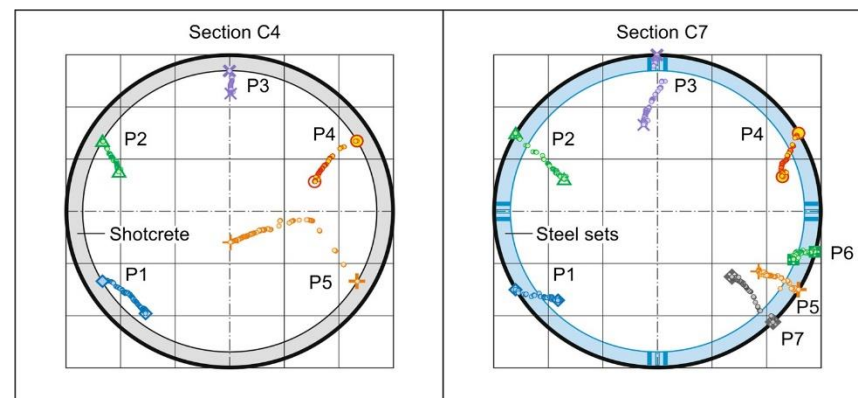 Section C4
P3
P2
P4
Shotcrete
P1
P5
Section C7
P3
P2
P4
Steel sets
P6
P1
P5
P7